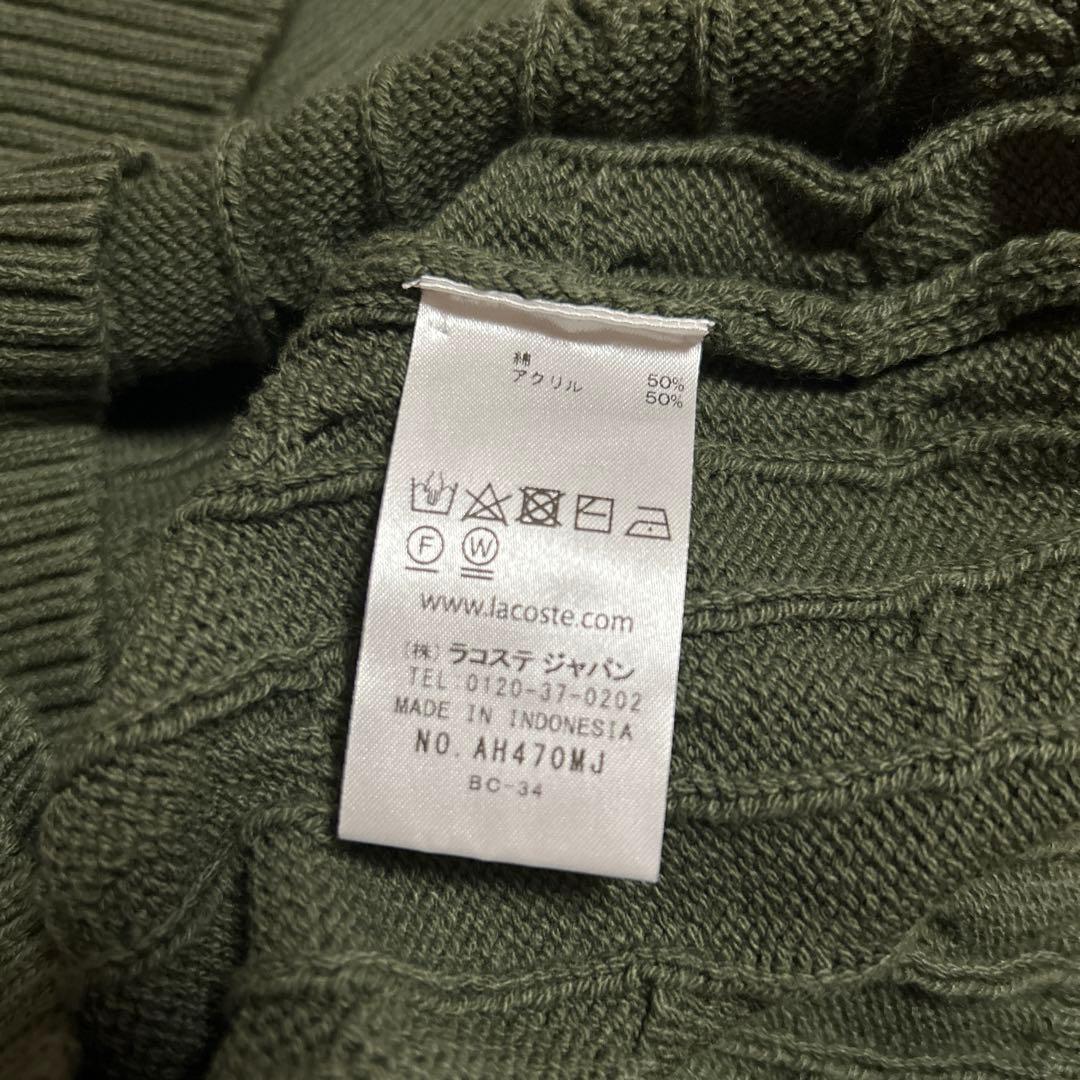 綿 50%
アクリル 50%
F W
www.lacoste.com
(株) ラコステ ジャパン
TEL 0120-37-0202
MADE IN INDONESIA
NO. AH470MJ
BC-34